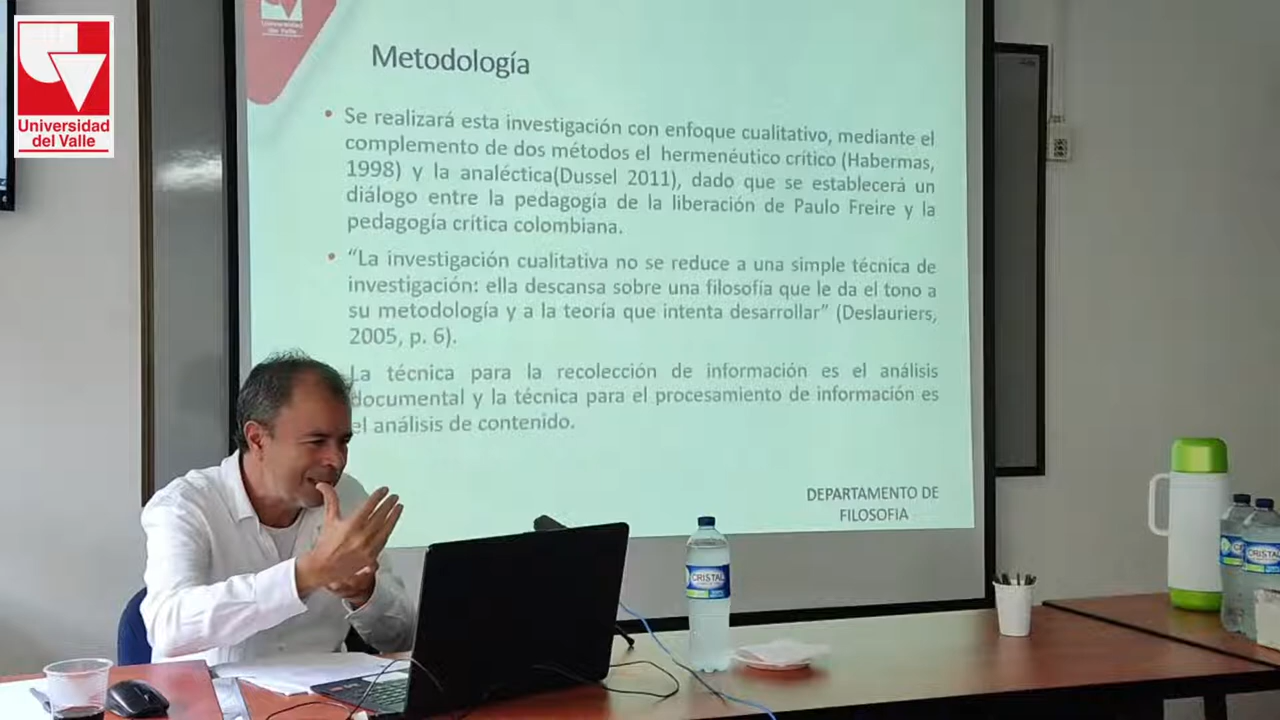 Universidad
del Valle
Universidad
del Valle
Metodología
• Se realizará esta investigación con enfoque cualitativo, mediante el
complemento de dos métodos el hermenéutico crítico (Habermas,
1998) y la analéctica(Dussel 2011), dado que se establecerá un
diálogo entre la pedagogía de la liberación de Paulo Freire y la
pedagogía crítica colombiana.
• “La investigación cualitativa no se reduce a una simple técnica de
investigación: ella descansa sobre una filosofía que le da el tono a
su metodología y a la teoría que intenta desarrollar” (Deslauriers,
2005, p. 6).
La técnica para la recolección de información es el análisis
documental y la técnica para el procesamiento de información es
el análisis de contenido.
DEPARTAMENTO DE
FILOSOFIA
CRISTAL
CRISTAL